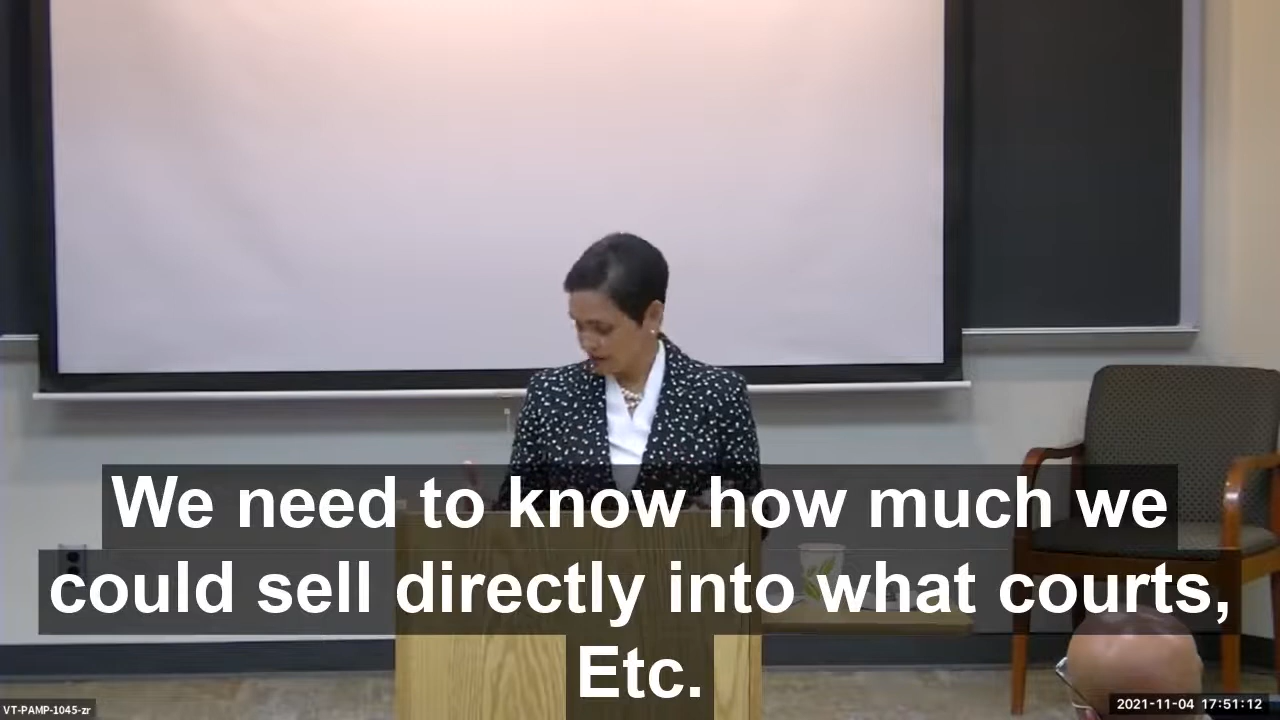 We need to know how much we
could sell directly into what courts,
Etc.
VT-PAMP-1045-zr
2021-11-04 17:51:12